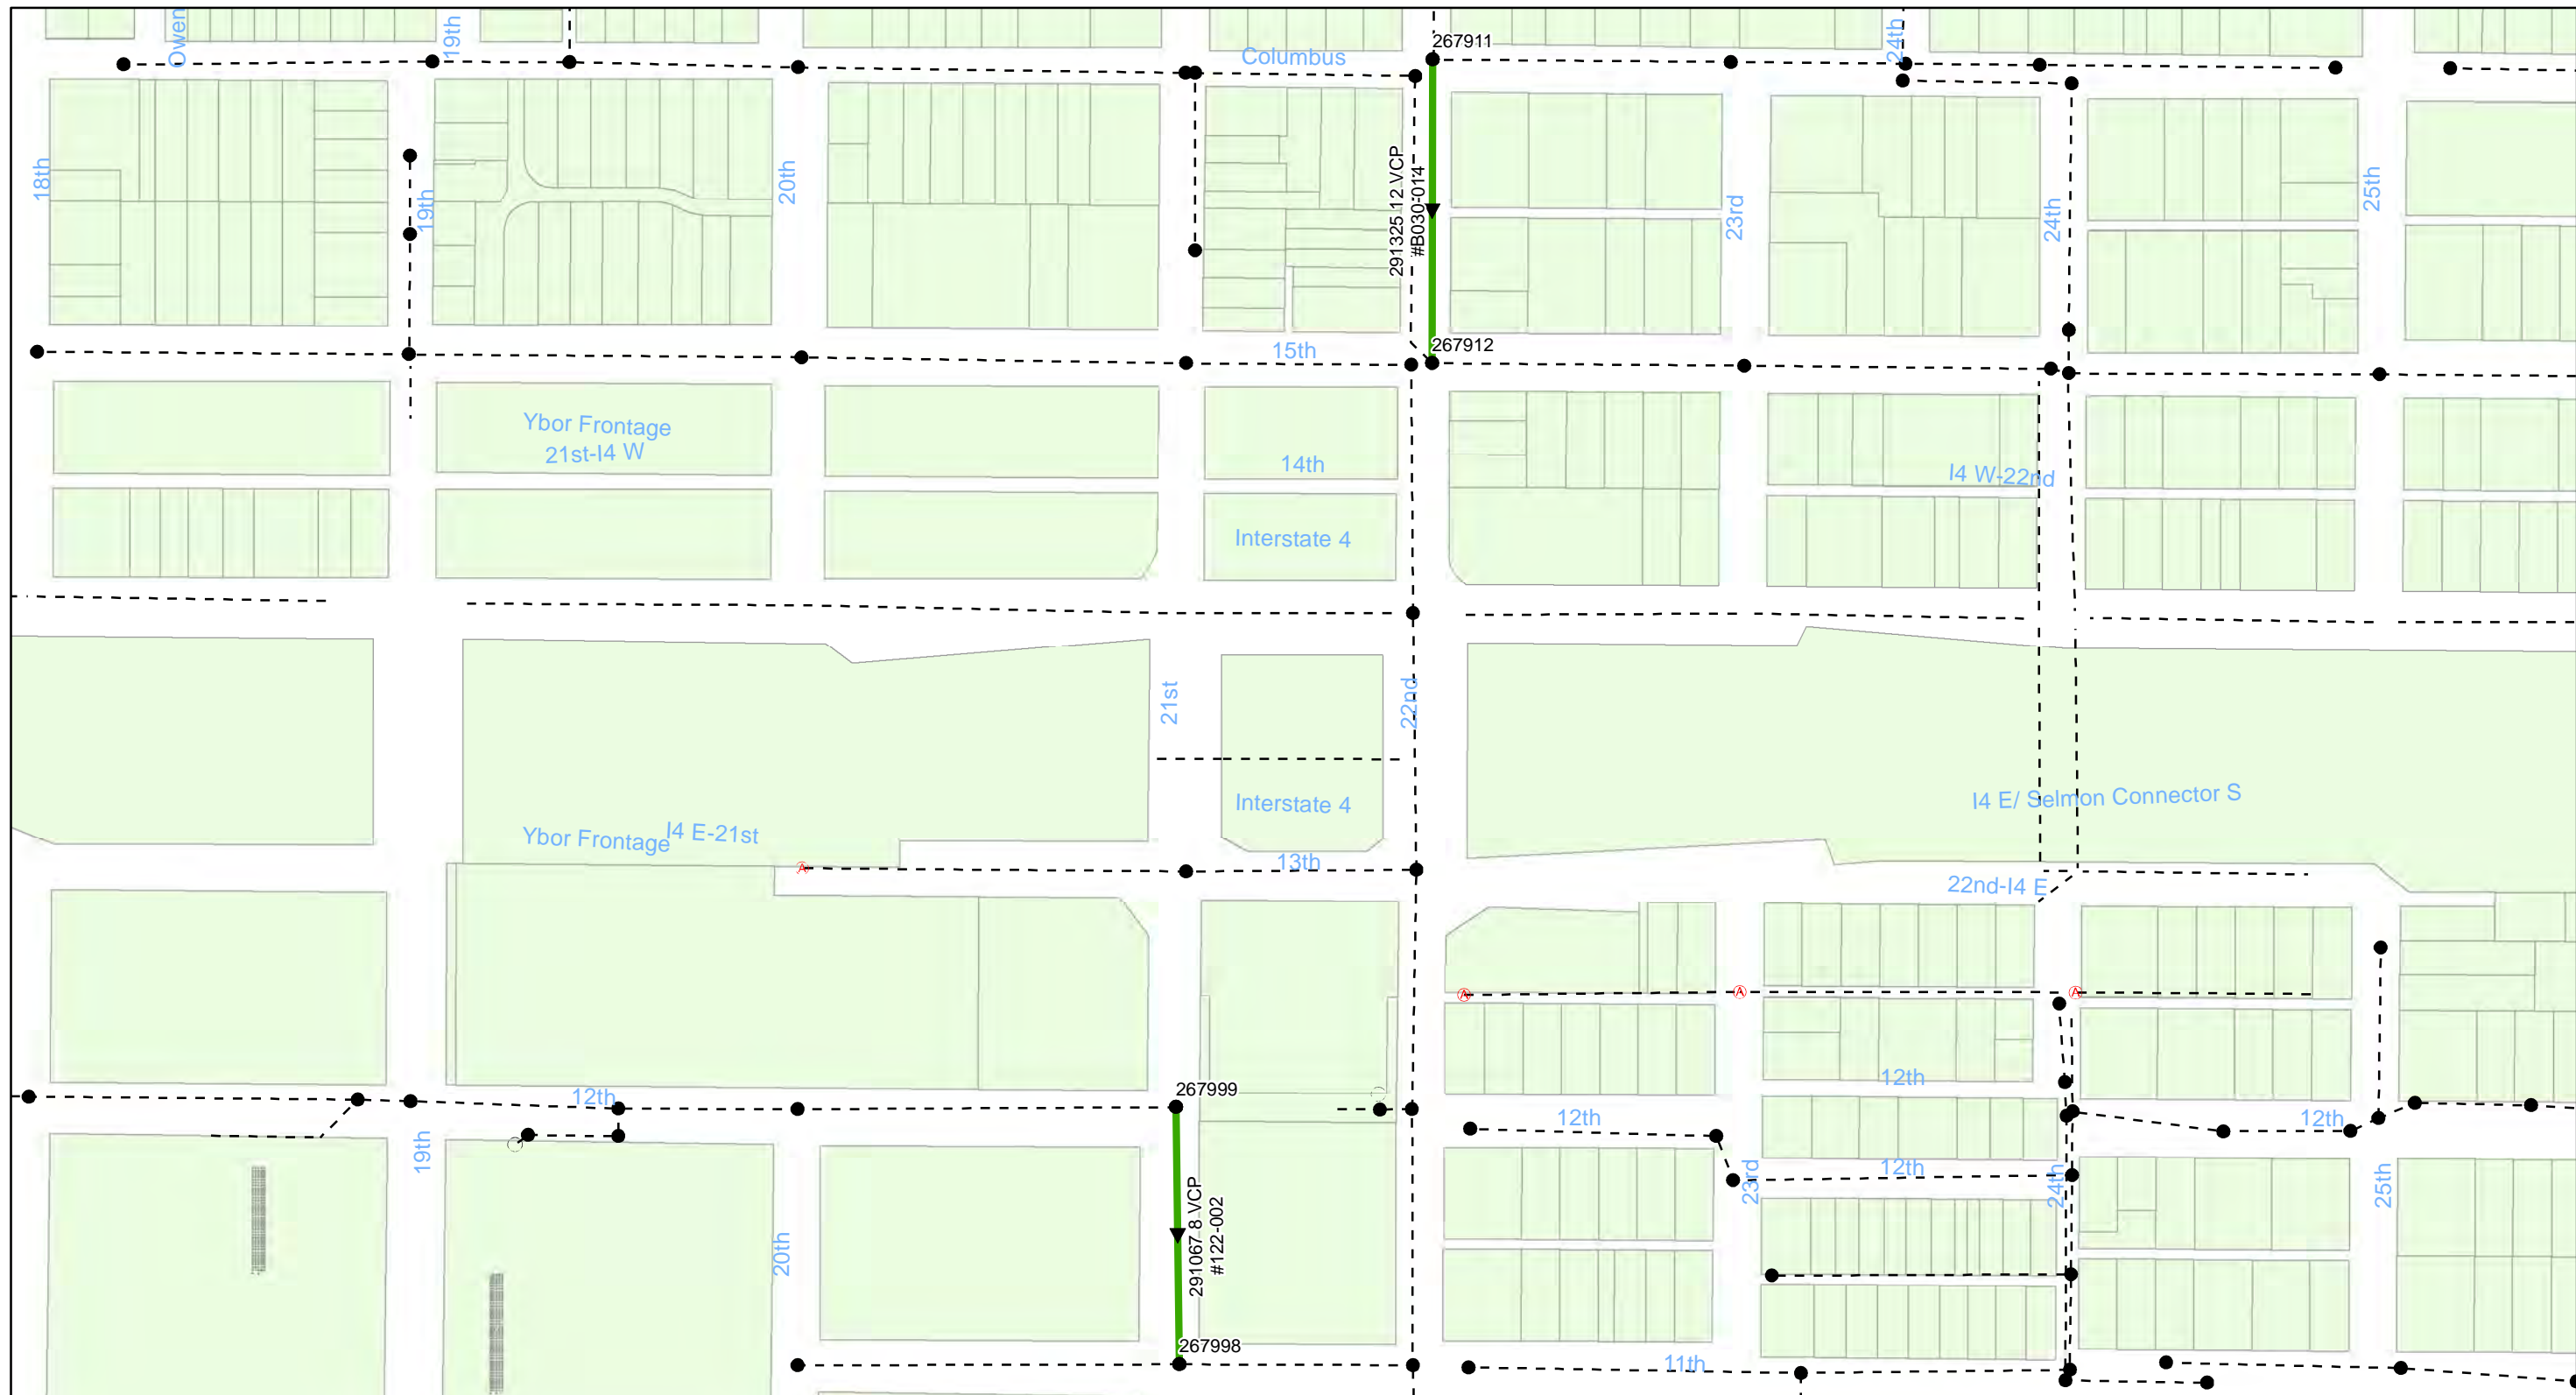 Owen
19th
Columbus
267911
24th
18th
19th
20th
291325 12 VCP
#B030-014
23rd
24th
25th
15th
267912
Ybor Frontage
21st-I4 W
14th
I4 W-22nd
Interstate 4
21st
22nd
Interstate 4
I4 E/ Selmon Connector S
Ybor Frontage
I4 E-21st
13th
22nd-I4 E
A
A
A
A
12th
267999
12th
12th
12th
19th
12th
23rd
24th
25th
20th
291067 8 VCP
#122-002
267998
11th